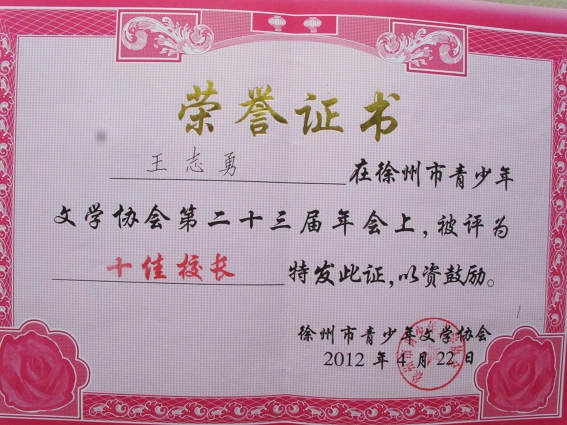 荣誉证书
王志勇 在徐州市青少年
文学协会第二十三届年会上,被评为
十佳校长 特发此证,以资鼓励。
徐州市青少年文学协会
2012 年 4 月 22 日